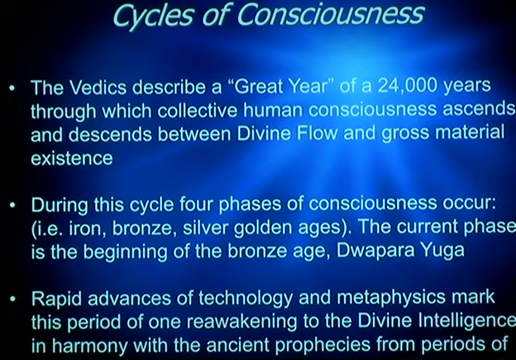 Cycles of Consciousness
• The Vedics describe a “Great Year” of a 24,000 years
through which collective human consciousness ascends
and descends between Divine Flow and gross material
existence
• During this cycle four phases of consciousness occur:
(i.e. iron, bronze, silver golden ages). The current phase
is the beginning of the bronze age, Dwapara Yuga
• Rapid advances of technology and metaphysics mark
this period of one reawakening to the Divine Intelligence
in harmony with the ancient prophecies from periods of